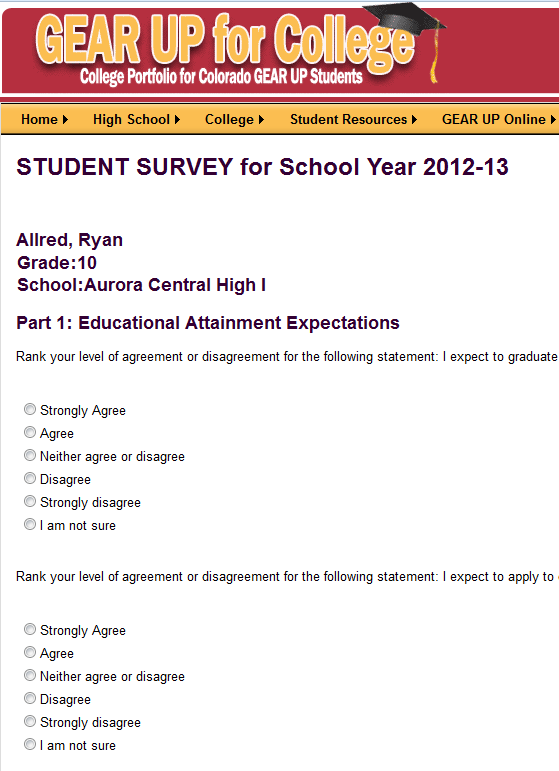 GEAR UP for College
College Portfolio for Colorado GEAR UP Students
Home High School College Student Resources GEAR UP Online
STUDENT SURVEY for School Year 2012-13
Allred, Ryan
Grade:10
School:Aurora Central High I
Part 1: Educational Attainment Expectations
Rank your level of agreement or disagreement for the following statement: I expect to graduate
Strongly Agree
Agree
Neither agree or disagree
Disagree
Strongly disagree
I am not sure
Rank your level of agreement or disagreement for the following statement: I expect to apply to
Strongly Agree
Agree
Neither agree or disagree
Disagree
Strongly disagree
I am not sure